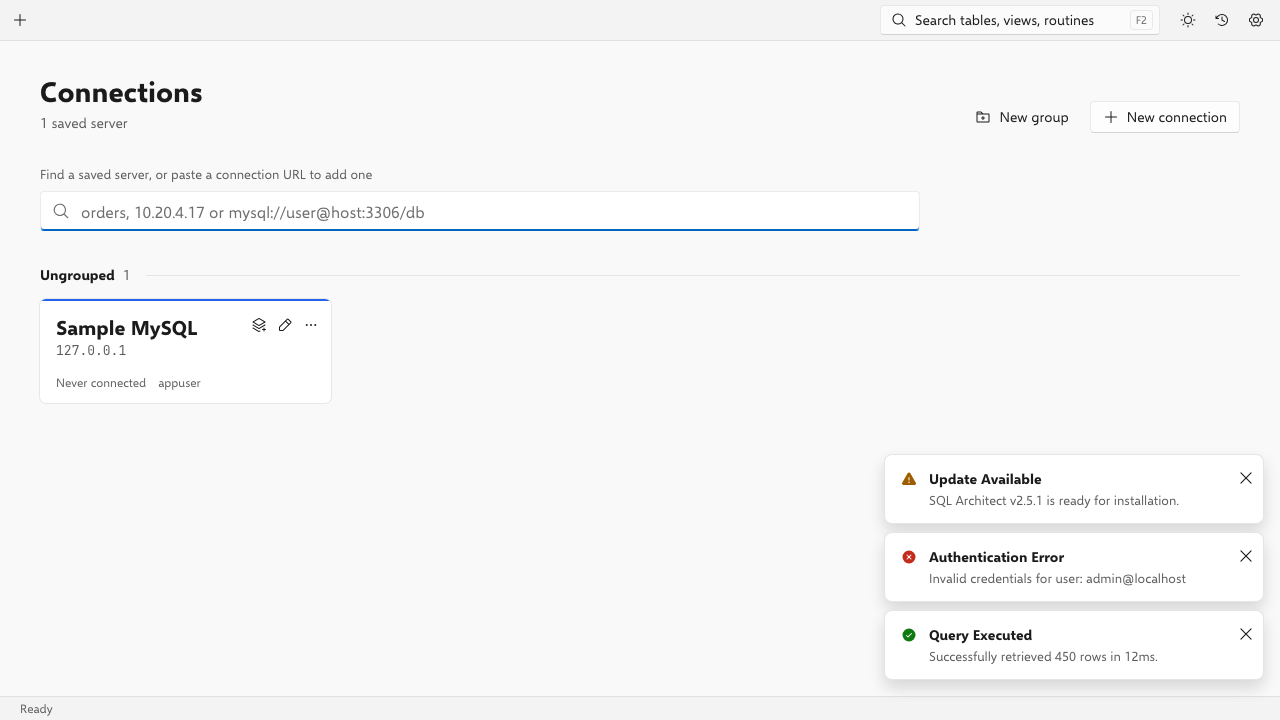 Search tables, views, routines F2
Connections
1 saved server
New group
New connection
Find a saved server, or paste a connection URL to add one
orders, 10.20.4.17 or mysql://user@host:3306/db
Ungrouped 1
Sample MySQL
127.0.0.1
Never connected appuser
Update Available
SQL Architect v2.5.1 is ready for installation.
Authentication Error
Invalid credentials for user: admin@localhost
Query Executed
Successfully retrieved 450 rows in 12ms.
Ready